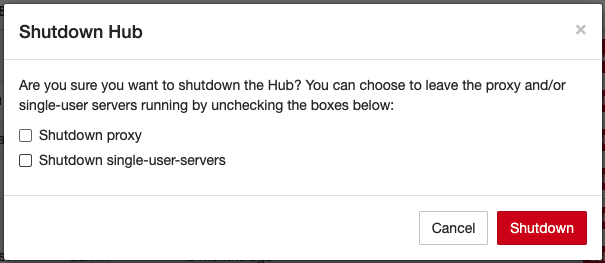 Shutdown Hub
×
Are you sure you want to shutdown the Hub? You can choose to leave the proxy and/or
single-user servers running by unchecking the boxes below:
Shutdown proxy
Shutdown single-user-servers
Cancel
Shutdown